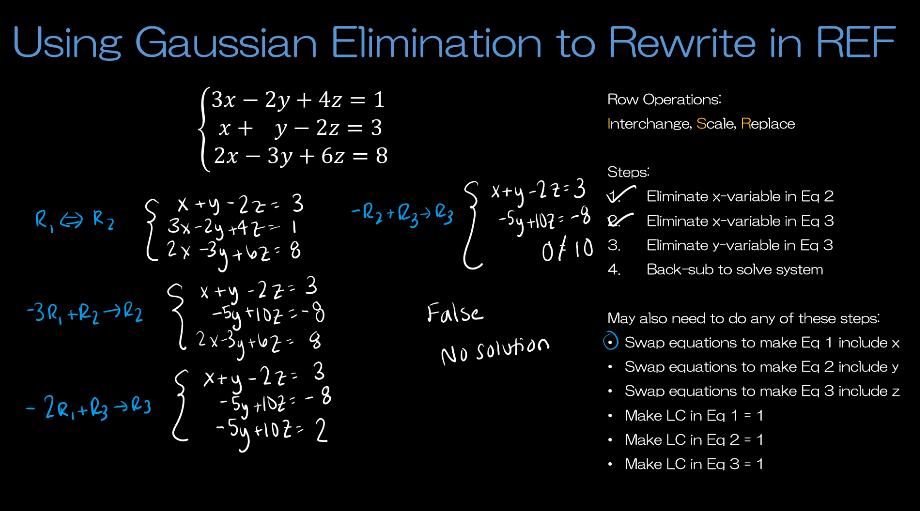 Using Gaussian Elimination to Rewrite in REF
3x − 2y + 4z = 1
x + y − 2z = 3
2x − 3y + 6z = 8
R₁ ⇔ R₂
x + y - 2z = 3
3x - 2y + 4z = 1
2x - 3y + 6z = 8
-3R₁ + R₂ → R₂
x + y - 2z = 3
-5y + 10z = -8
2x - 3y + 6z = 8
-2R₁ + R₃ → R₃
x + y - 2z = 3
-5y + 10z = -8
-5y + 10z = 2
-R₂ + R₃ → R₃
x + y - 2z = 3
-5y + 10z = -8
0 ≠ 10
False
No solution
Row Operations:
Interchange, Scale, Replace
Steps:
1. Eliminate x-variable in Eq 2
2. Eliminate x-variable in Eq 3
3. Eliminate y-variable in Eq 3
4. Back-sub to solve system
May also need to do any of these steps:
• Swap equations to make Eq 1 include x
• Swap equations to make Eq 2 include y
• Swap equations to make Eq 3 include z
• Make LC in Eq 1 = 1
• Make LC in Eq 2 = 1
• Make LC in Eq 3 = 1